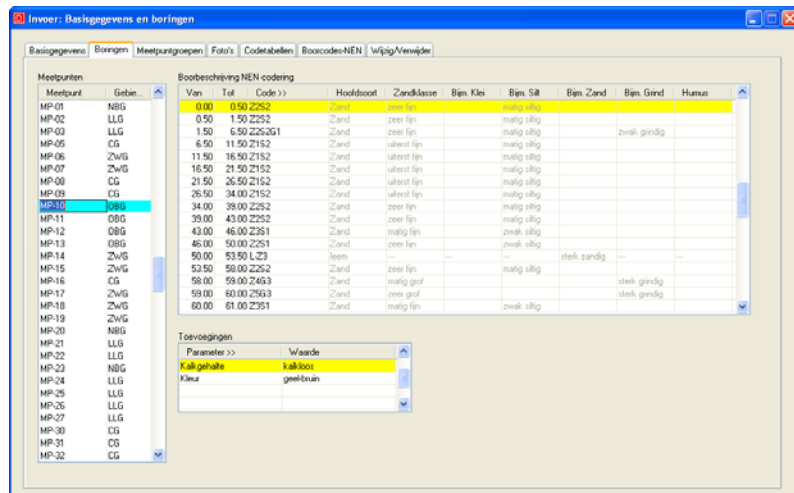 Invoer: Basisgegevens en boringen
Basisgegevens Boringen Meetpuntgroepen Foto's Codetabellen Boorcodes-NEN Wijzig/Verwijder
Meetpunten
Meetpunt Gebie...
MP-01 NBG
MP-02 LLG
MP-03 LLG
MP-05 CG
MP-06 ZWG
MP-07 ZWG
MP-08 CG
MP-09 CG
MP-10 OBG
MP-11 OBG
MP-12 OBG
MP-13 OBG
MP-14 ZWG
MP-15 ZWG
MP-16 CG
MP-17 ZWG
MP-18 ZWG
MP-19 ZWG
MP-20 NBG
MP-21 LLG
MP-22 LLG
MP-23 NBG
MP-24 LLG
MP-25 LLG
MP-26 LLG
MP-27 LLG
MP-30 CG
MP-31 CG
MP-32 CG
Boorbeschrijving NEN-codering
Van Tot Code >> Hoofdsoort Zandklasse Bijm. Klei Bijm. Silt Bijm. Zand Bijm. Grind Humus
0.00 0.50 Z2S2 Zand zeer fijn matig siltig
0.50 1.50 Z2S2 Zand zeer fijn matig siltig
1.50 6.50 Z2S2G1 Zand zeer fijn matig siltig zwak grindig
6.50 11.50 Z1S2 Zand uiterst fijn matig siltig
11.50 16.50 Z1S2 Zand uiterst fijn matig siltig
16.50 21.50 Z1S2 Zand uiterst fijn matig siltig
21.50 26.50 Z1S2 Zand uiterst fijn matig siltig
26.50 34.00 Z1S2 Zand uiterst fijn matig siltig
34.00 39.00 Z2S2 Zand zeer fijn matig siltig
39.00 43.00 Z2S2 Zand zeer fijn matig siltig
43.00 46.00 Z3S1 Zand matig fijn zwak siltig
46.00 50.00 Z2S1 Zand zeer fijn zwak siltig
50.00 53.50 L-Z3 leem --- --- --- sterk zandig --- ---
53.50 58.00 Z2S2 Zand zeer fijn matig siltig
58.00 59.00 Z4G3 Zand matig grof sterk grindig
59.00 60.00 Z5G3 Zand zeer grof sterk grindig
60.00 61.00 Z3S1 Zand matig fijn zwak siltig
Toevoegingen
Parameter >> Waarde
Kalkgehalte kalkloos
Kleur geel-bruin